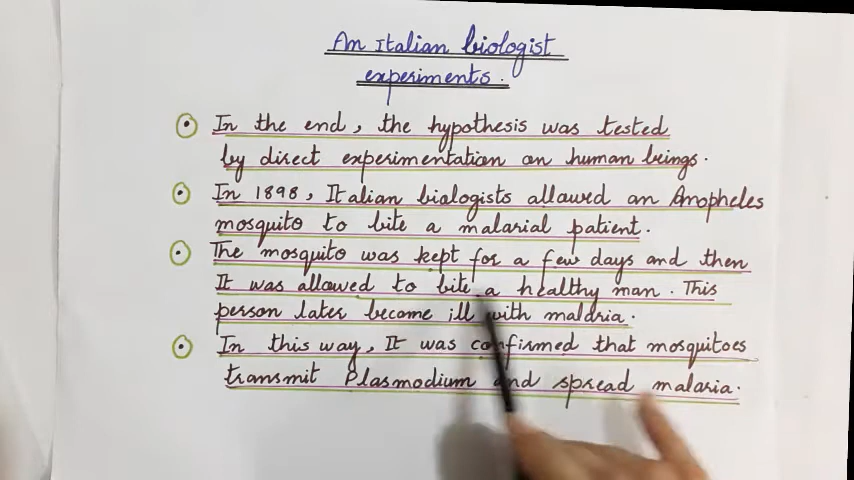 An Italian biologist
experiments.
In the end, the hypothesis was tested
by direct experimentation on human beings.
In 1898, Italian biologists allowed an Anopheles
mosquito to bite a malarial patient.
The mosquito was kept for a few days and then
It was allowed to bite a healthy man. This
person later become ill with malaria.
In this way, It was confirmed that mosquitoes
transmit Plasmodium and spread malaria.